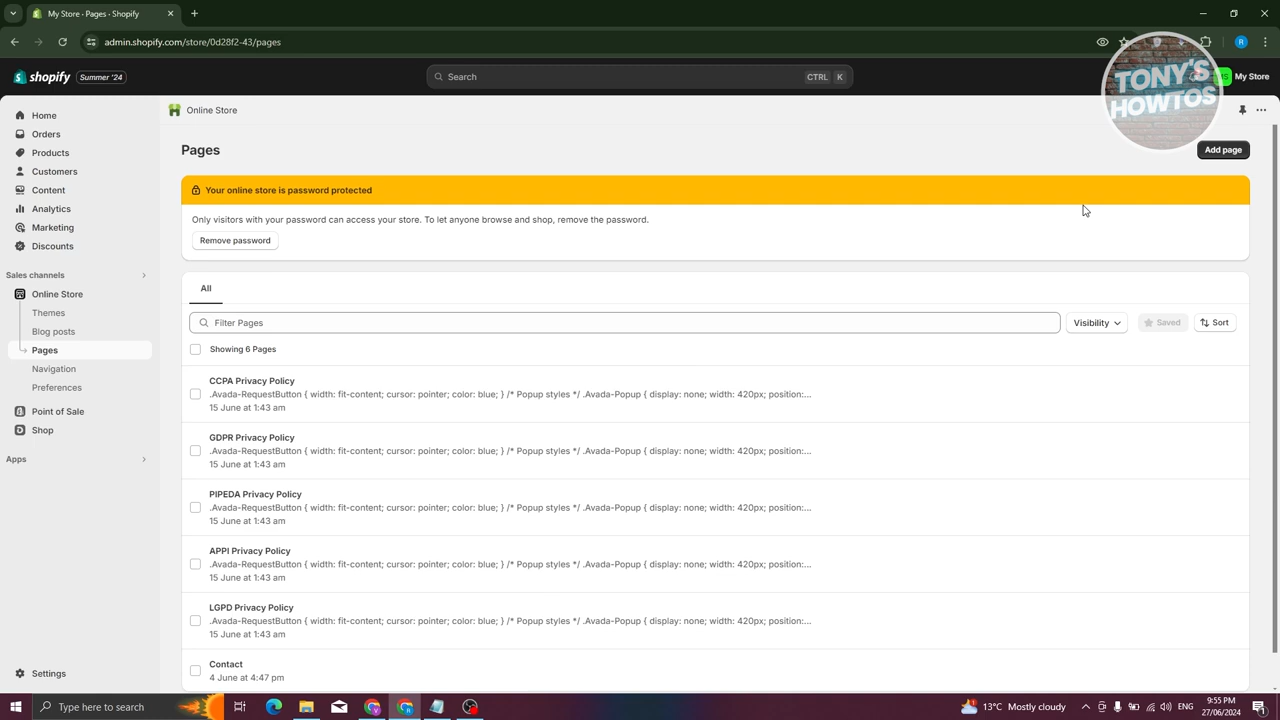 My Store · Pages · Shopify
admin.shopify.com/store/0d28f2-43/pages
R
shopify
Summer '24
Search
CTRL K
My Store
TONY'S
HOWTOS
Home
Orders
Products
Customers
Content
Analytics
Marketing
Discounts
Sales channels
Online Store
Themes
Blog posts
Pages
Navigation
Preferences
Point of Sale
Shop
Apps
Settings
Online Store
Pages
Add page
Your online store is password protected
Only visitors with your password can access your store. To let anyone browse and shop, remove the password.
Remove password
All
Filter Pages
Visibility
Saved
Sort
Showing 6 Pages
CCPA Privacy Policy
.Avada-RequestButton { width: fit-content; cursor: pointer; color: blue; } /* Popup styles */ .Avada-Popup { display: none; width: 420px; position:...
15 June at 1:43 am
GDPR Privacy Policy
.Avada-RequestButton { width: fit-content; cursor: pointer; color: blue; } /* Popup styles */ .Avada-Popup { display: none; width: 420px; position:...
15 June at 1:43 am
PIPEDA Privacy Policy
.Avada-RequestButton { width: fit-content; cursor: pointer; color: blue; } /* Popup styles */ .Avada-Popup { display: none; width: 420px; position:...
15 June at 1:43 am
APPI Privacy Policy
.Avada-RequestButton { width: fit-content; cursor: pointer; color: blue; } /* Popup styles */ .Avada-Popup { display: none; width: 420px; position:...
15 June at 1:43 am
LGPD Privacy Policy
.Avada-RequestButton { width: fit-content; cursor: pointer; color: blue; } /* Popup styles */ .Avada-Popup { display: none; width: 420px; position:...
15 June at 1:43 am
Contact
4 June at 4:47 pm
Type here to search
13°C Mostly cloudy
ENG
9:55 PM
27/06/2024